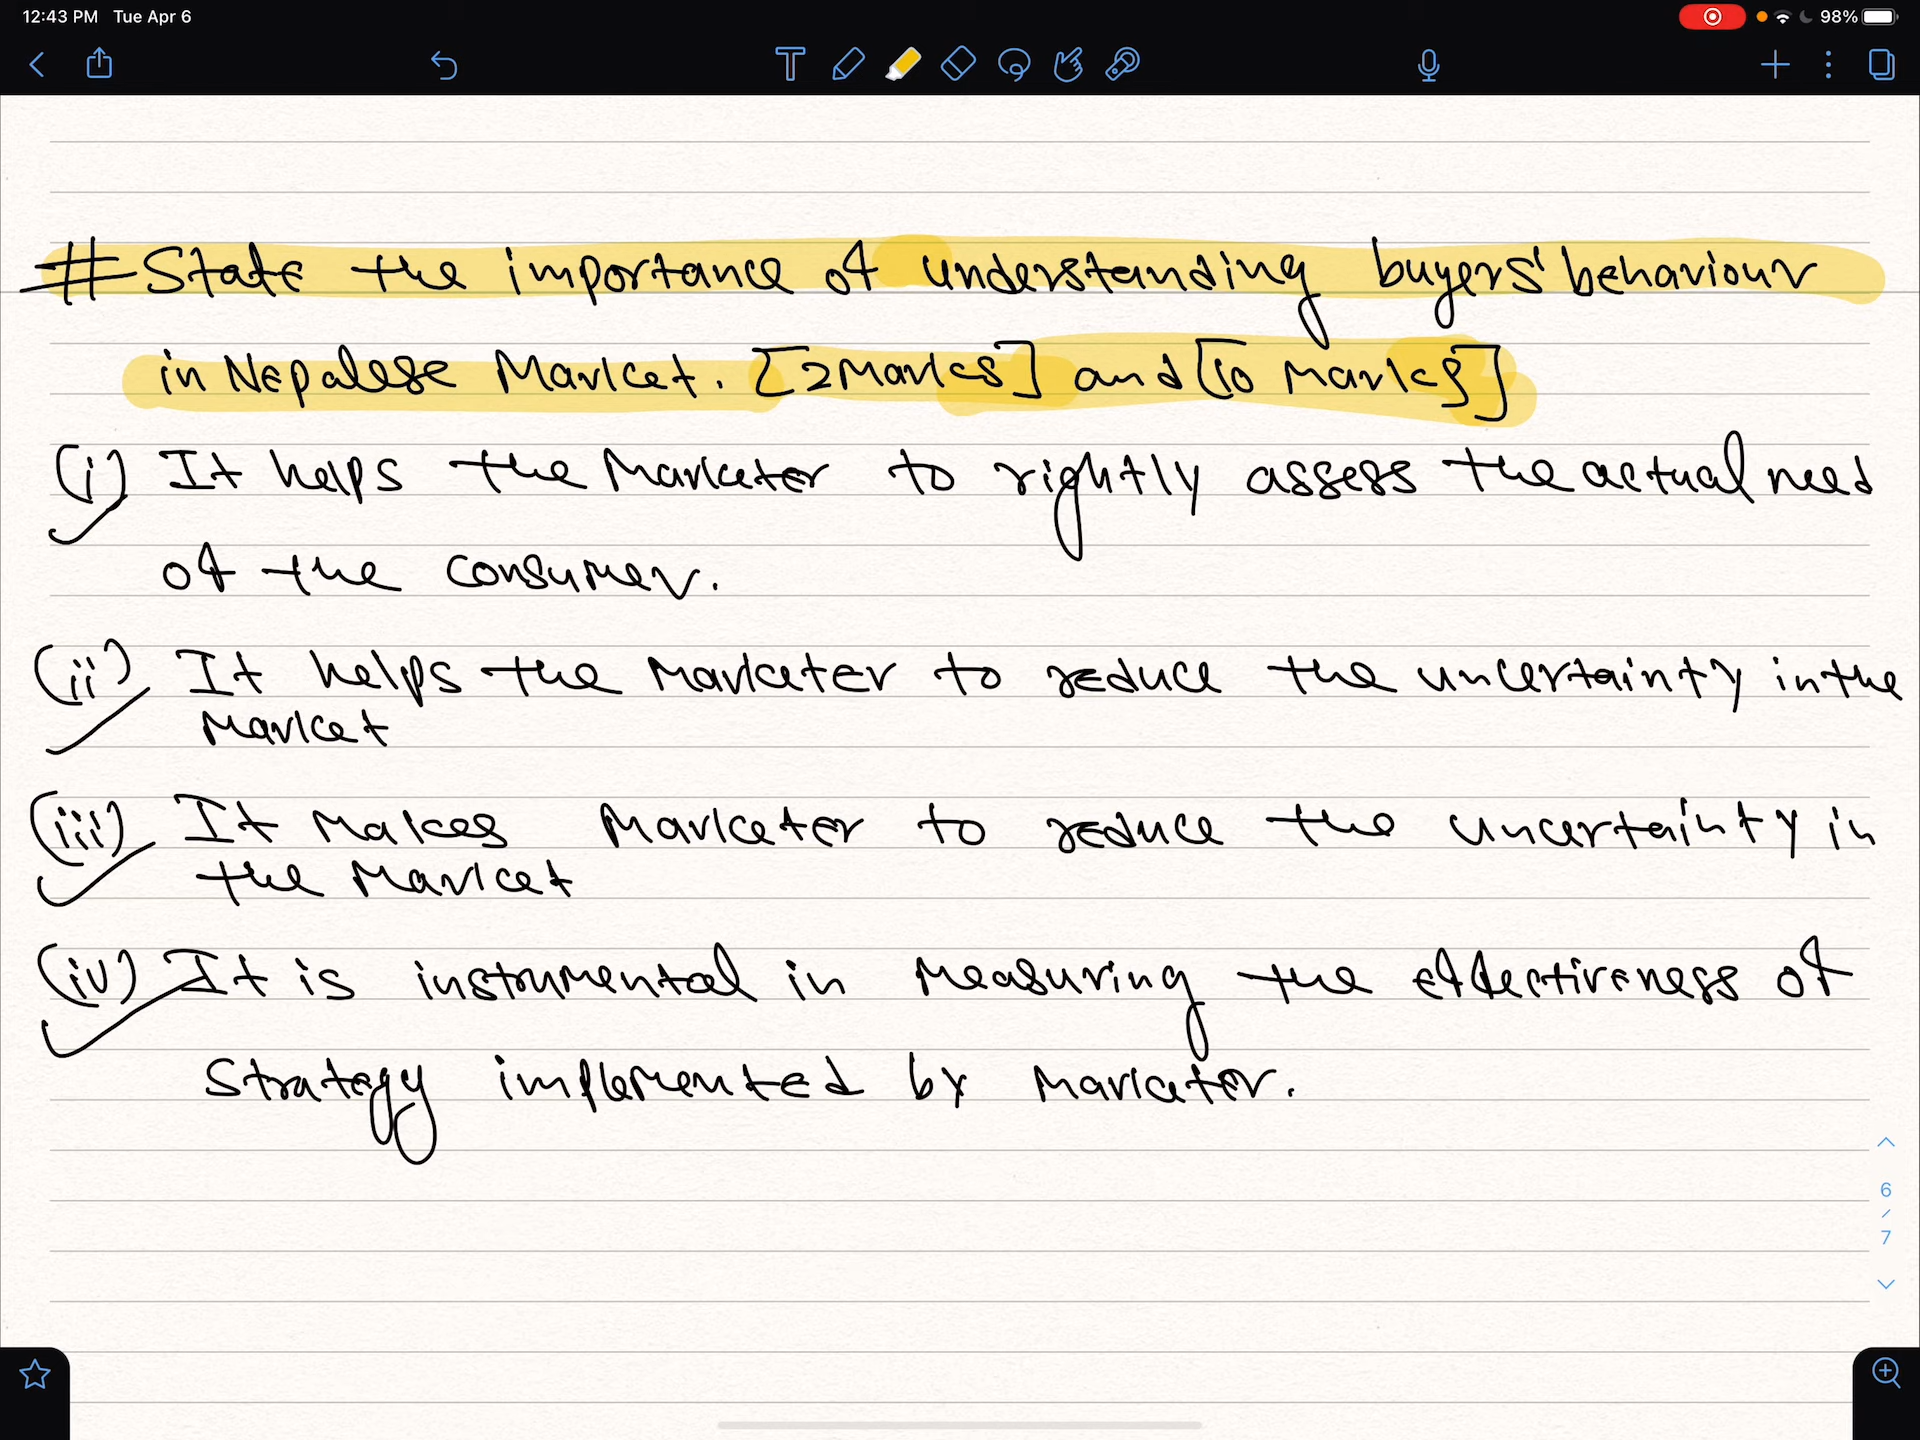 12:43 PM Tue Apr 6
98%
# State the importance of understanding buyers' behaviour
in Nepalese Market. [2 Marks] and [10 Marks]
(i) It helps the Marketer to rightly assess the actual need
of the consumer.
(ii) It helps the Marketer to reduce the uncertainty in the
Market
(iii) It Makes Marketer to reduce the uncertainty in
the Market
(iv) It is instrumental in Measuring the effectiveness of
Strategy implemented by Marketer.
6
/
7